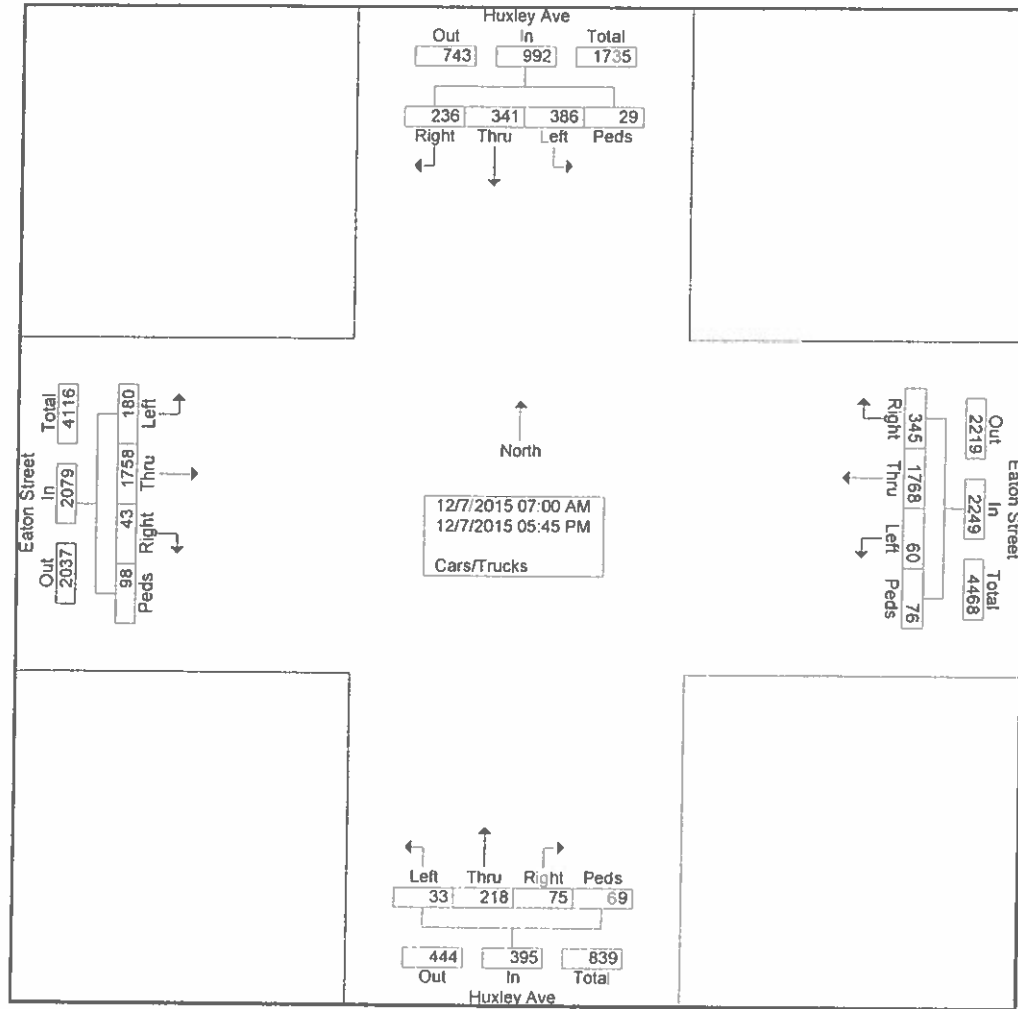 Huxley Ave
Out In Total
743 992 1735
236 341 386 29
Right Thru Left Peds
Eaton Street
Total In Out
4116 2079 2037
180 1758 43 98
Left Thru Right Peds
North
12/7/2015 07:00 AM
12/7/2015 05:45 PM
Cars/Trucks
Right Thru Left Peds
345 1768 60 76
Out In Total
2219 2249 4468
Eaton Street
Left Thru Right Peds
33 218 75 69
444 395 839
Out In Total
Huxley Ave